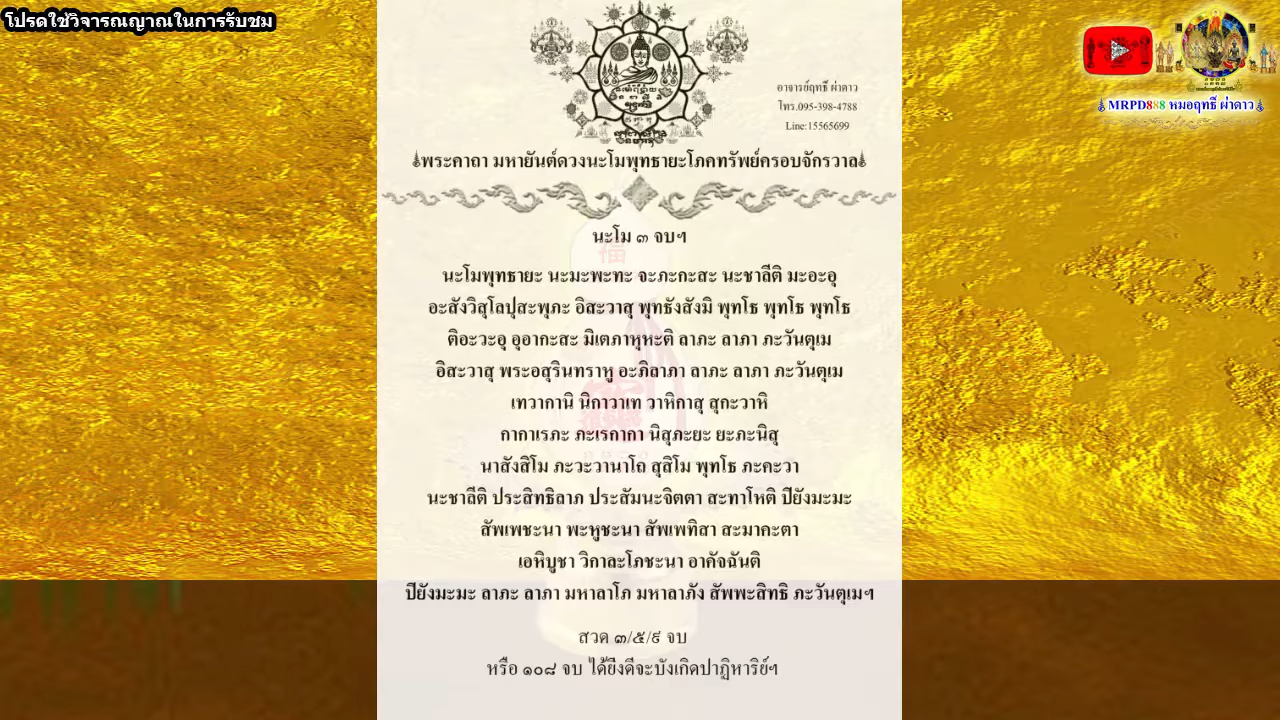 โปรดใช้วิจารณญาณในการรับชม
MRPD888 หมอฤทธิ์ ผ่าดาว
อาจารย์ฤทธิ์ ผ่าดาว
โทร.095-398-4788
Line:15565699
พระคาถา มหายันต์ดวงนะโมพุทธายะโภคทรัพย์ครอบจักรวาล
นะโม ๓ จบฯ
นะโมพุทธายะ นะมะพะทะ จะภะกะสะ นะชาลีติ มะอะอุ
อะสังวิสุโลปุสะพุภะ อิสะวาสุ พุทธังสังมิ พุทโธ พุทโธ พุทโธ
ติอะวะอุ อุอากะสะ มิเตภาหุหะติ ลาภะ ลาภา ภะวันตุเม
อิสะวาสุ พระอสุรินทราหู อะภิลาภา ลาภะ ลาภา ภะวันตุเม
เทวากานิ นิกาวาเท วาหิกาสุ สุกะวาหิ
กากาเรภะ ภะเรกากา นิสุภะยะ ยะภะนิสุ
นาสังสิโม ภะวะวานาโถ สุสิโม พุทโธ ภะคะวา
นะชาลีติ ประสิทธิลาภ ประสัมนะจิตตา สะทาโหติ ปิยังมะมะ
สัพเพชะนา พะหูชะนา สัพเพทิสา สะมาคะตา
เอหิบูชา วิกาละโภชะนา อาคัจฉันติ
ปิยังมะมะ ลาภะ ลาภา มหาลาโภ มหาลาภัง สัพพะสิทธิ ภะวันตุเมฯ
สวด ๓/๕/๙ จบ
หรือ ๑๐๘ จบ ได้ยิ่งดีจะบังเกิดปาฏิหาริย์ฯ